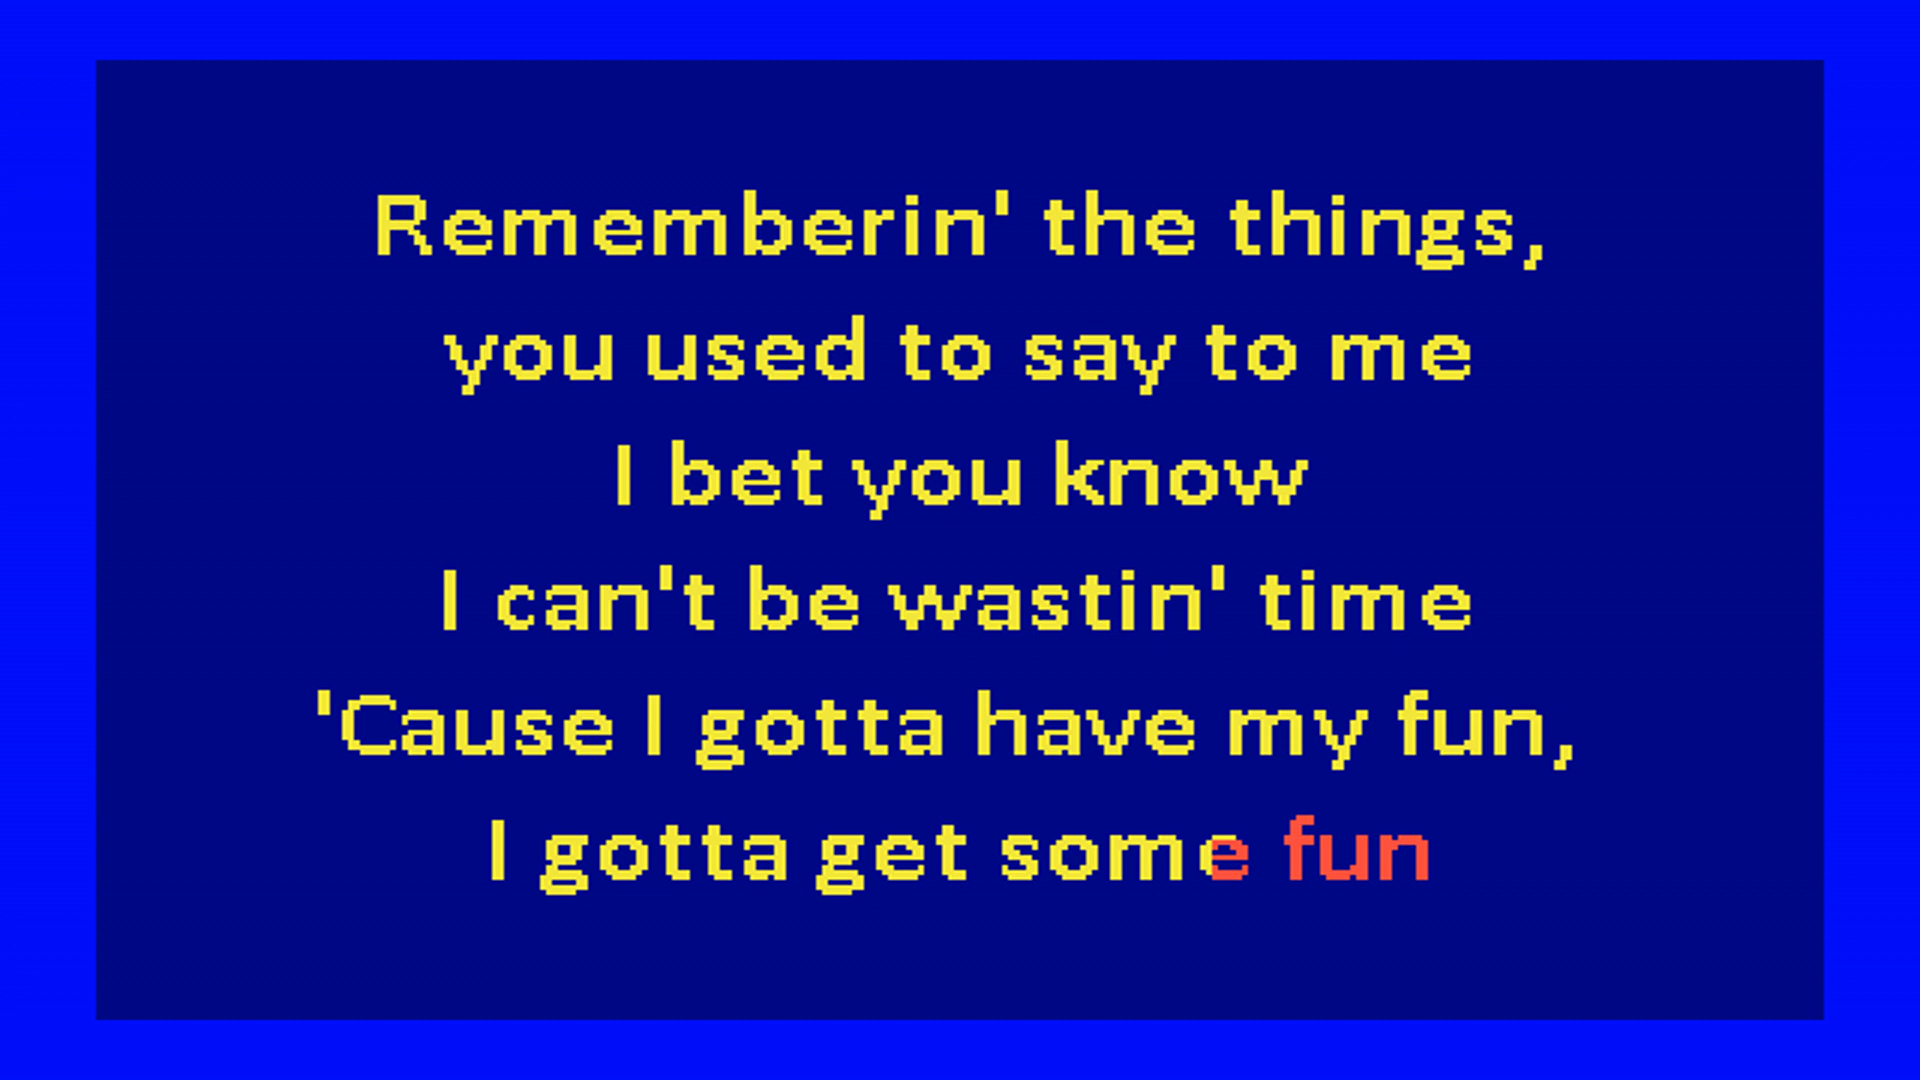 Rememberin' the things,
you used to say to me
I bet you know
I can't be wastin' time
'Cause I gotta have my fun,
I gotta get some fun